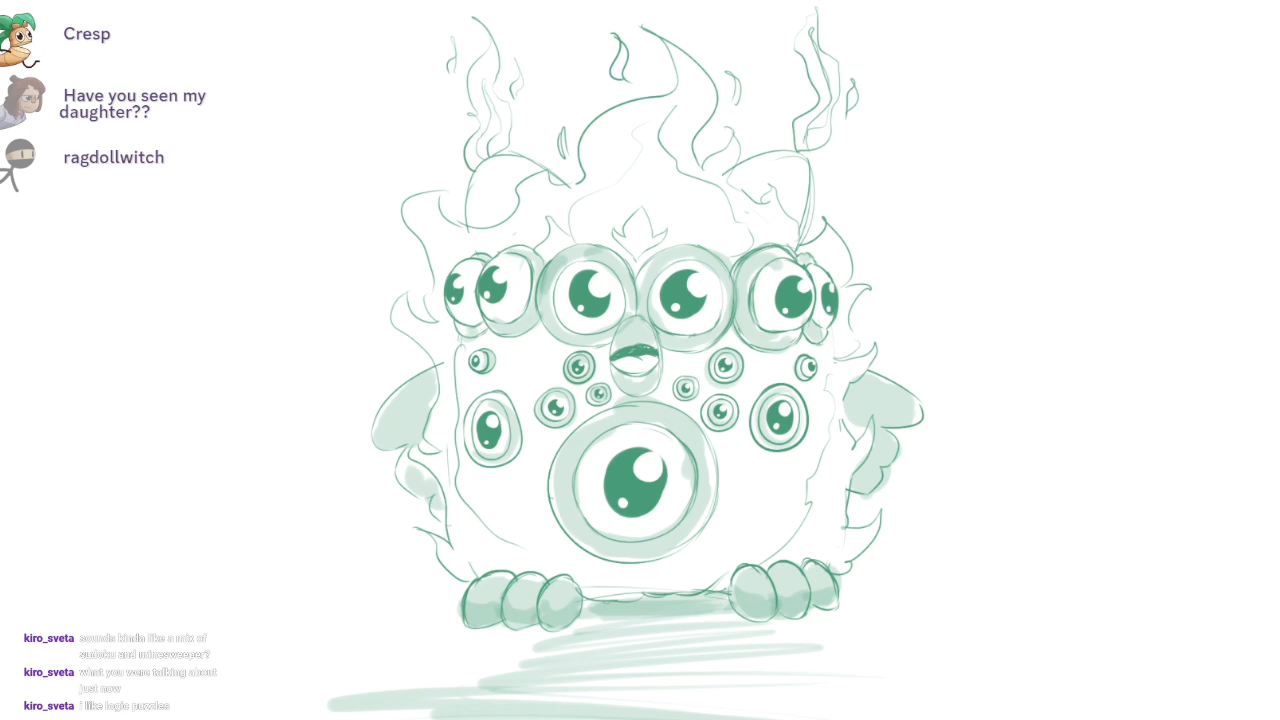 Cresp
Have you seen my
daughter??
ragdollwitch
kiro_sveta sounds kinda like a mix of
sudoku and minesweeper?
kiro_sveta what you were talking about
just now
kiro_sveta i like logic puzzles